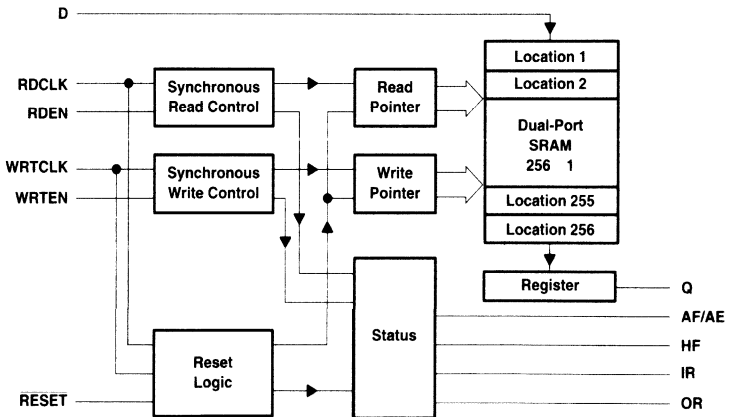 D
Location 1
RDCLK
Synchronous
Read Control
Read
Pointer
Location 2
RDEN
Dual-Port
SRAM
256 1
WRTCLK
Synchronous
Write Control
Write
Pointer
WRTEN
Location 255
Location 256
Register
Q
Status
AF/AE
HF
Reset
Logic
IR
RESET
OR